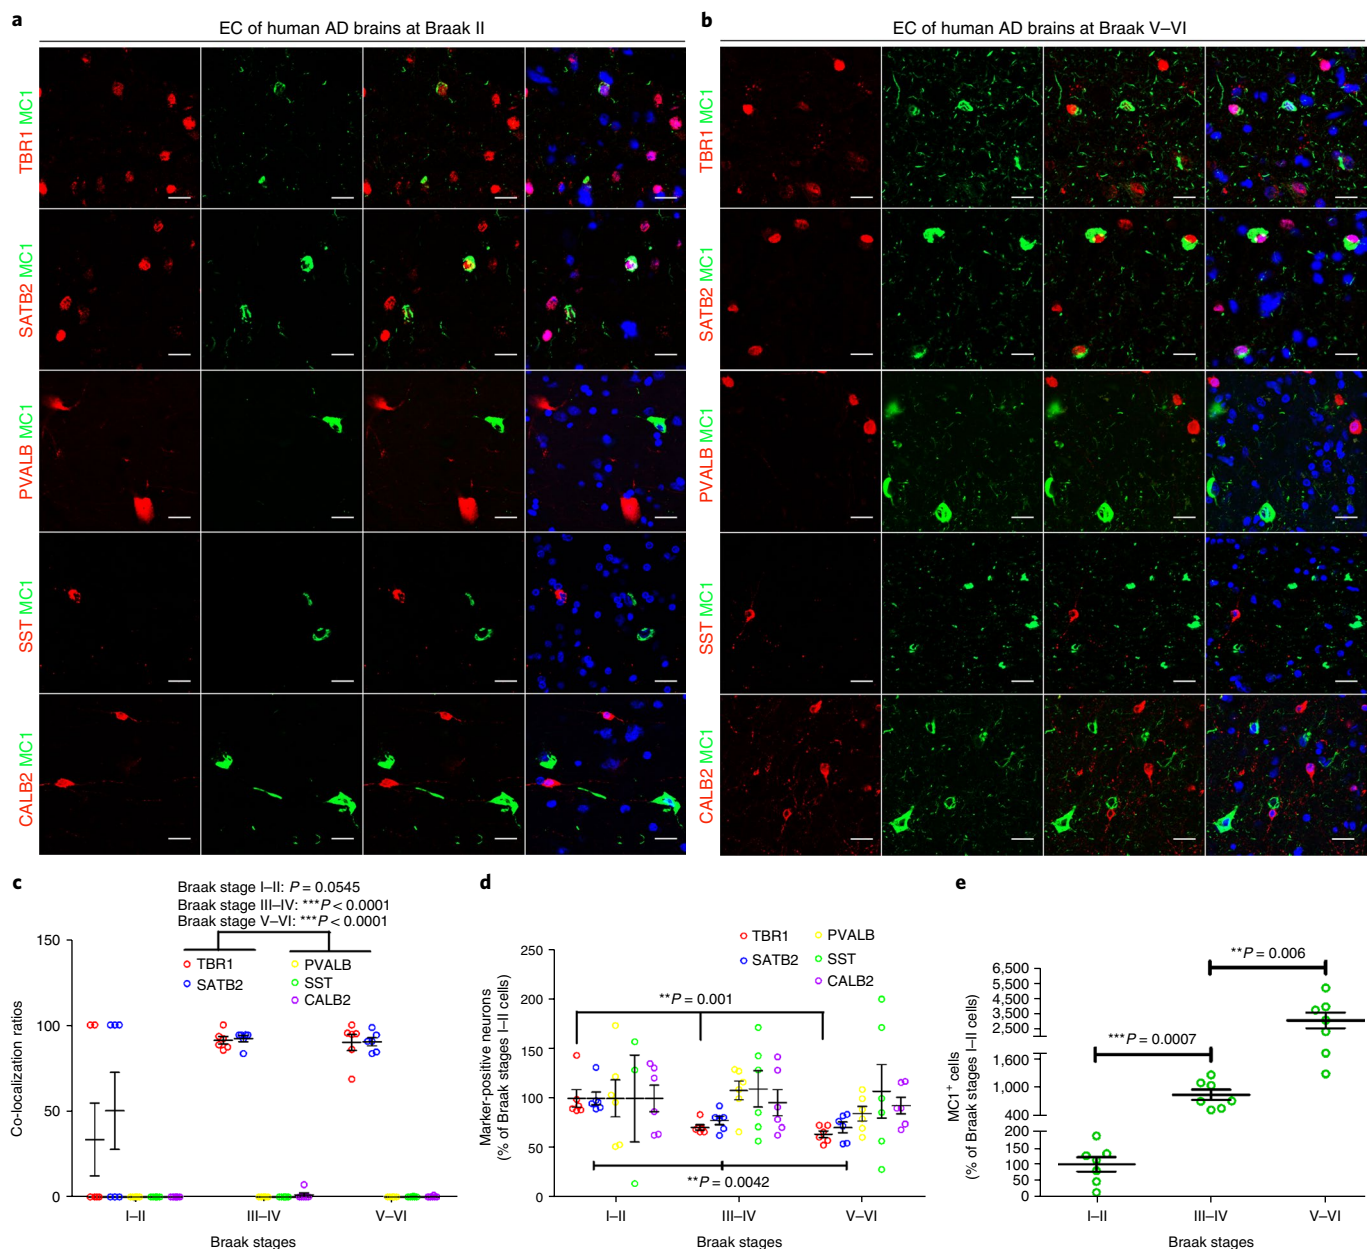 a
EC of human AD brains at Braak II
TBR1 MC1
SATB2 MC1
PVALB MC1
SST MC1
CALB2 MC1
b
EC of human AD brains at Braak V–VI
TBR1 MC1
SATB2 MC1
PVALB MC1
SST MC1
CALB2 MC1
c
Braak stage I–II: P = 0.0545
Braak stage III–IV: ***P < 0.0001
Braak stage V–VI: ***P < 0.0001
TBR1
SATB2
PVALB
SST
CALB2
Co-localization ratios
150
100
50
0
I–II
III–IV
V–VI
Braak stages
d
TBR1
SATB2
PVALB
SST
CALB2
**P = 0.001
**P = 0.0042
Marker-positive neurons
(% of Braak stages I–II cells)
250
200
150
100
50
0
I–II
III–IV
V–VI
Braak stages
e
**P = 0.006
***P = 0.0007
MC1+ cells
(% of Braak stages I–II cells)
6,500
5,500
4,500
3,500
2,500
1,600
1,000
400
200
150
100
50
0
I–II
III–IV
V–VI
Braak stages